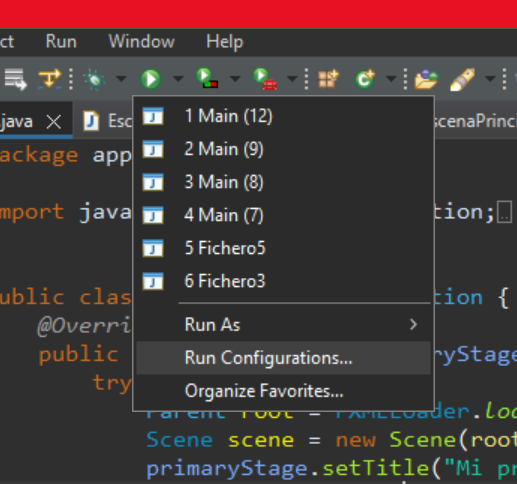 ct Run Window Help
.java Esc scenaPrinc
ackage app
mport java tion;
1 Main (12)
2 Main (9)
3 Main (8)
4 Main (7)
5 Fichero5
6 Fichero3
Run As
Run Configurations...
Organize Favorites...
ublic clas tion {
@Overri
public ryStage
try
Parent root = FXMLLoader.loa
Scene scene = new Scene(root
primaryStage.setTitle("Mi pr